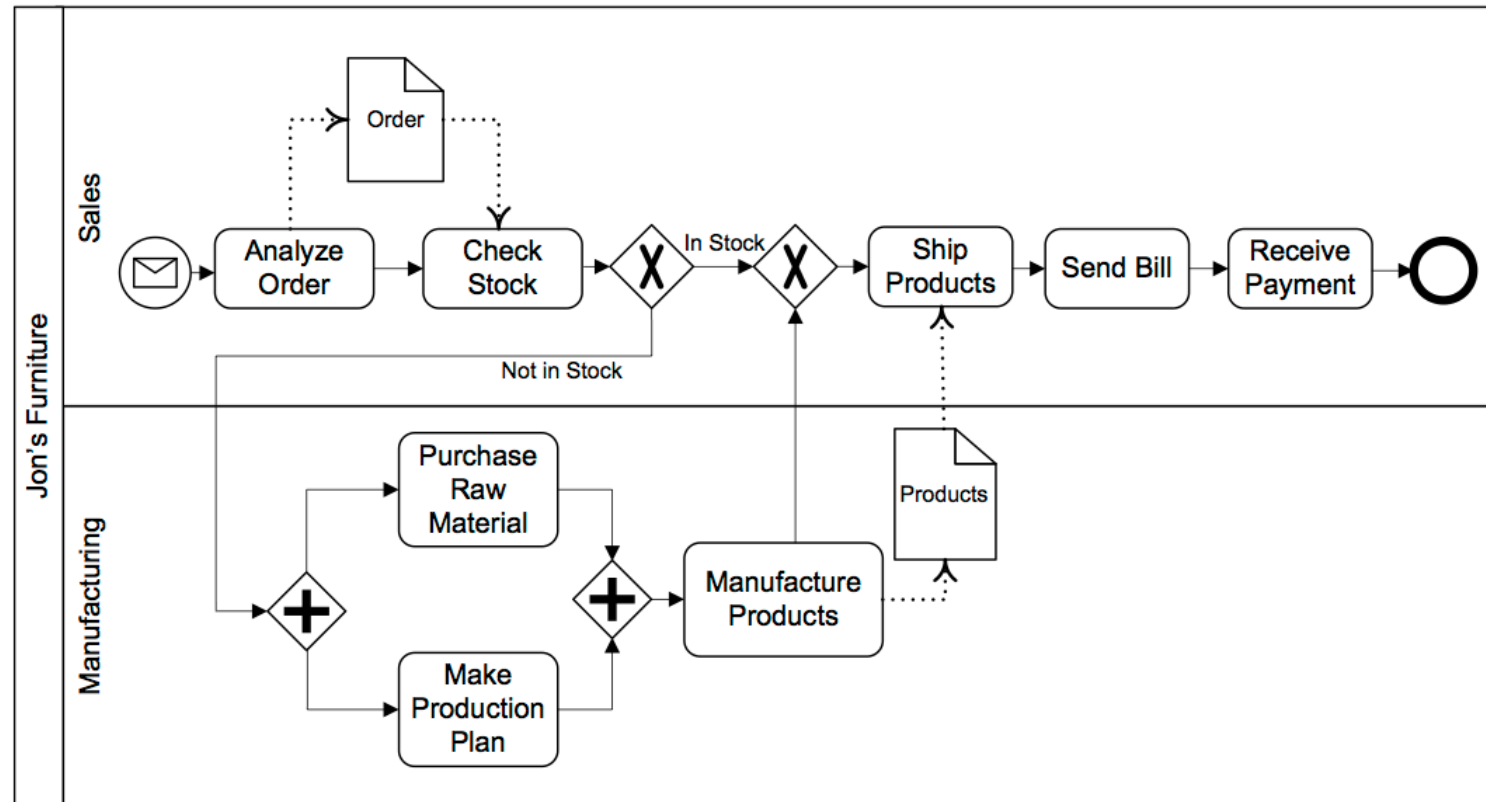 Jon's Furniture
Sales
Order
Analyze
Order
Check
Stock
In Stock
Not in Stock
Ship
Products
Send Bill
Receive
Payment
Manufacturing
Purchase
Raw
Material
Make
Production
Plan
Manufacture
Products
Products